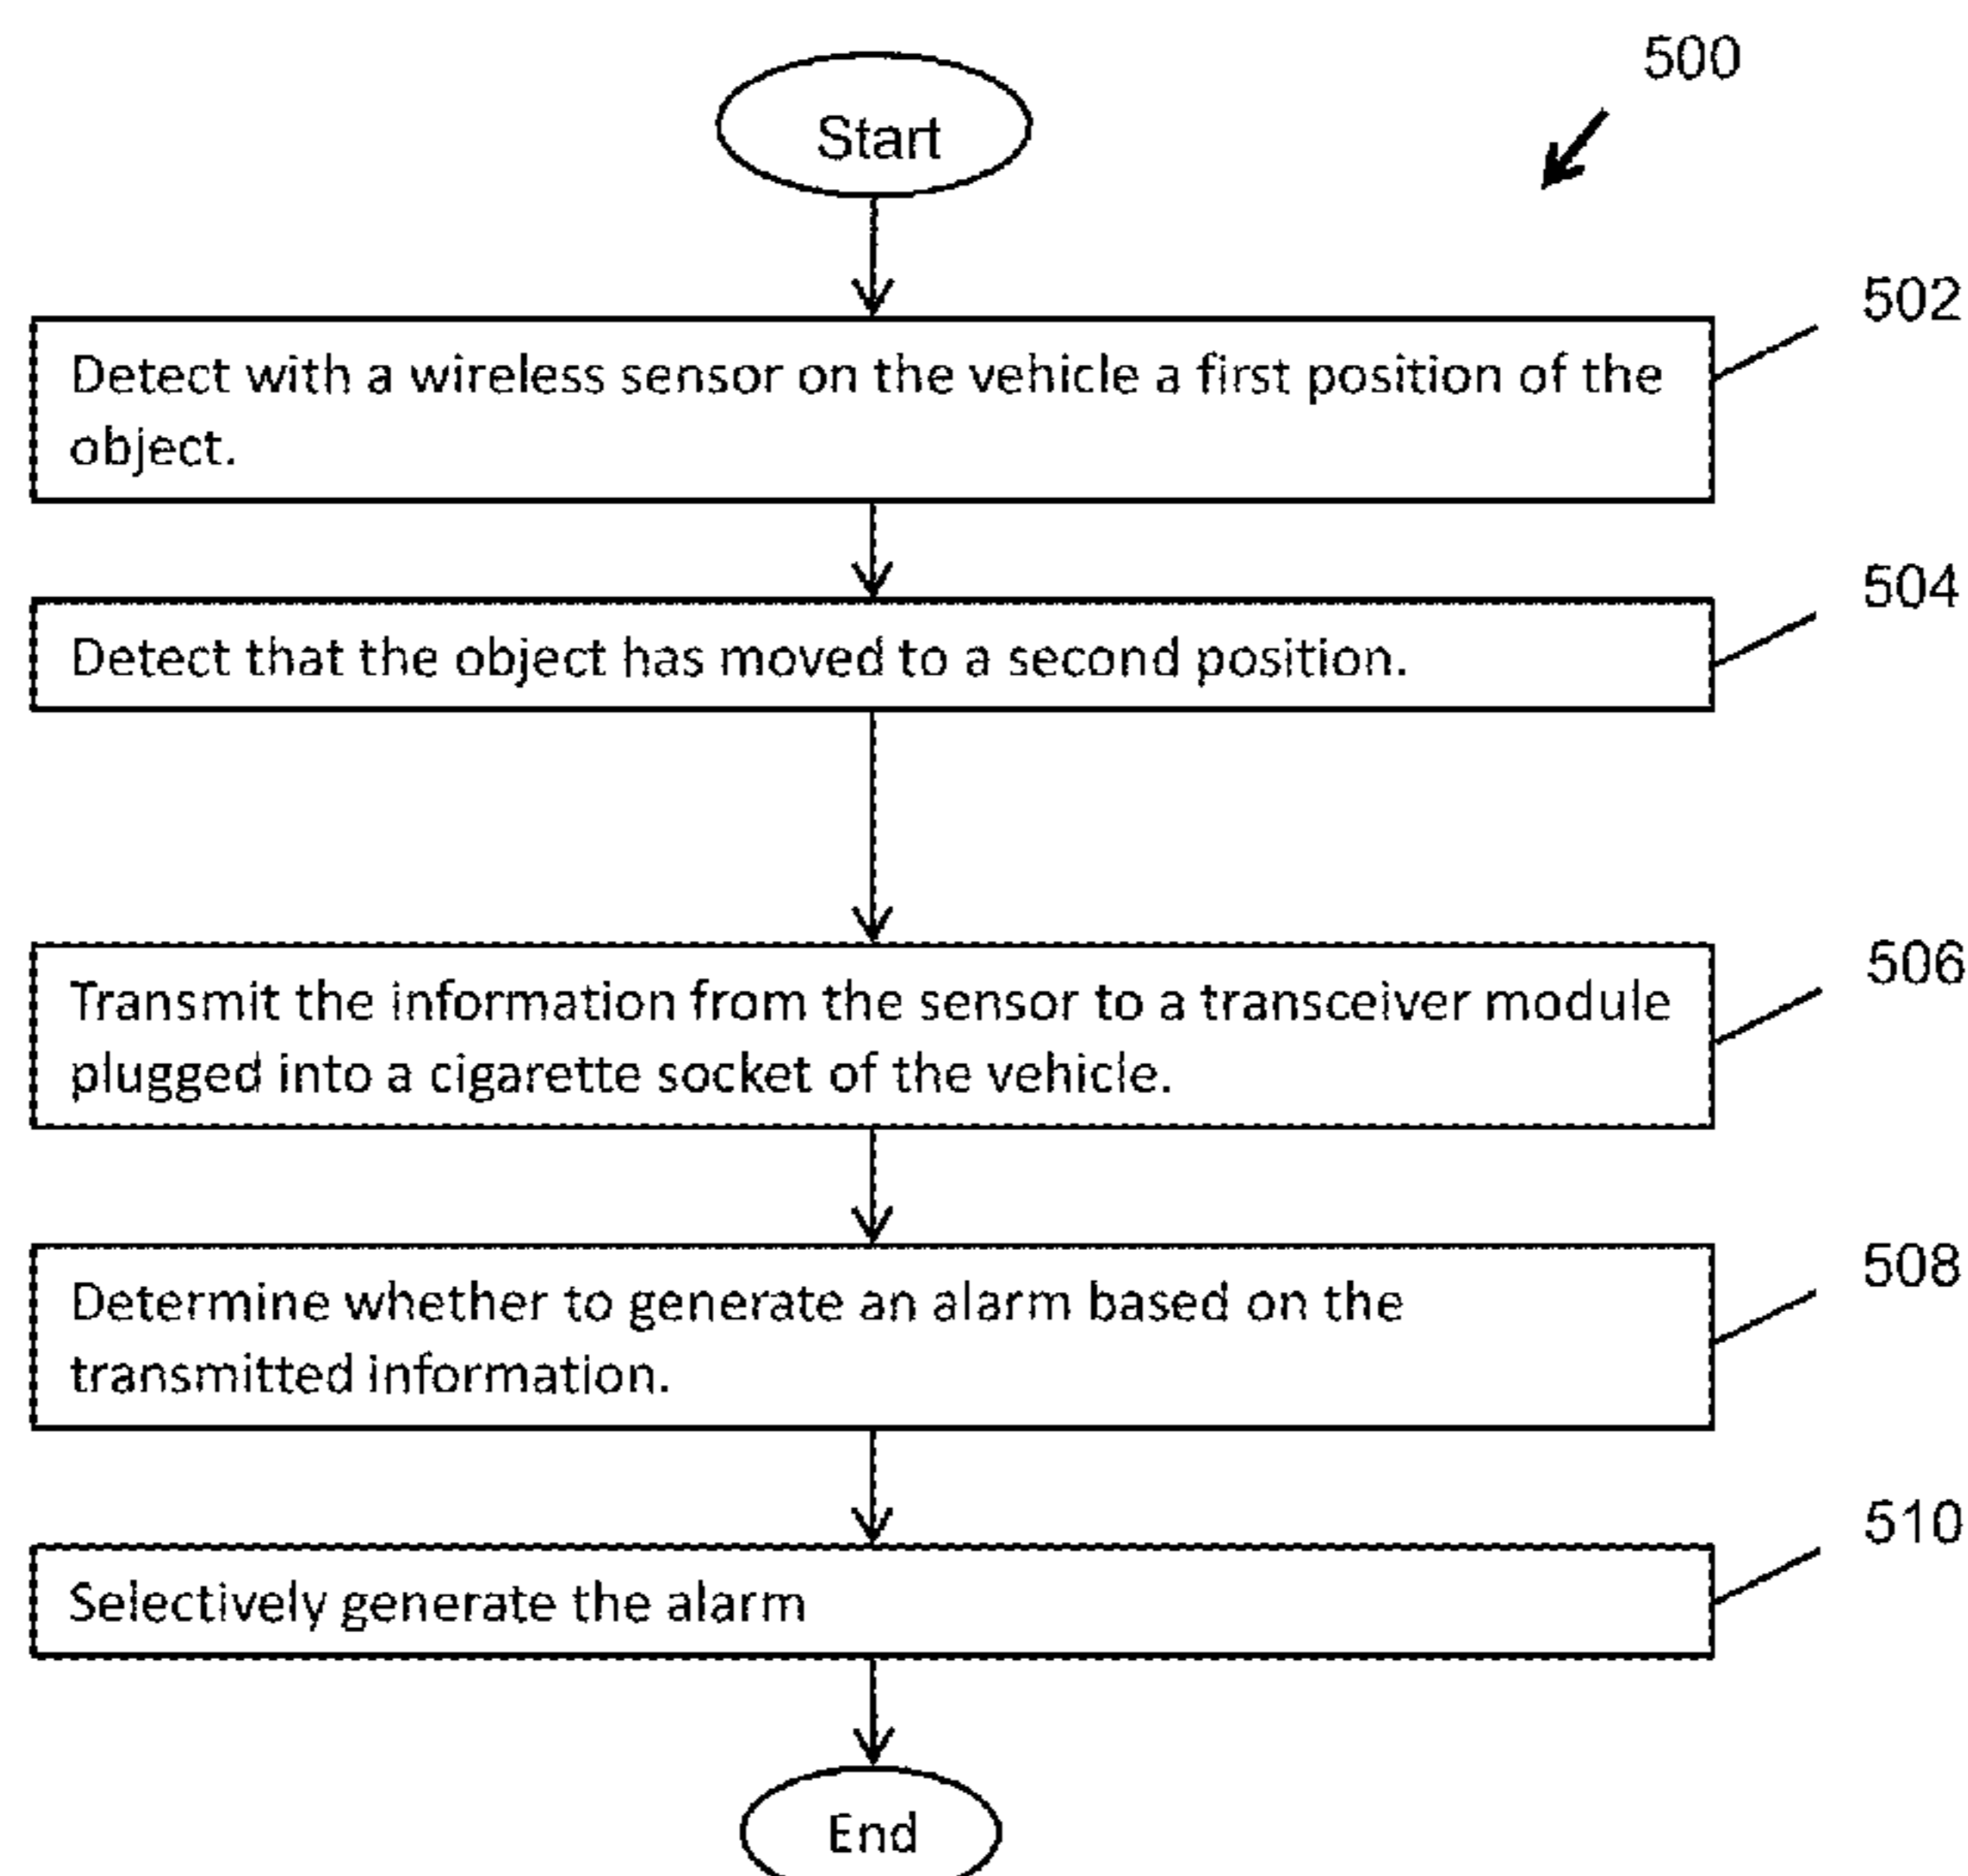 500
Start
502
Detect with a wireless sensor on the vehicle a first position of the
object.
504
Detect that the object has moved to a second position.
506
Transmit the information from the sensor to a transceiver module
plugged into a cigarette socket of the vehicle.
508
Determine whether to generate an alarm based on the
transmitted information.
510
Selectively generate the alarm
End